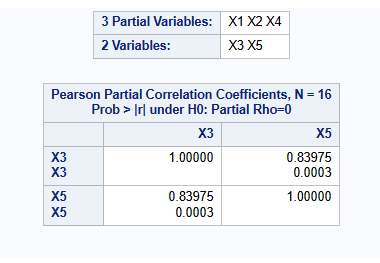 3 Partial Variables: X1 X2 X4
2 Variables: X3 X5
Pearson Partial Correlation Coefficients, N = 16
Prob > |r| under H0: Partial Rho=0
X3 X5
X3 1.00000 0.83975
X3 0.0003
X5 0.83975 1.00000
X5 0.0003